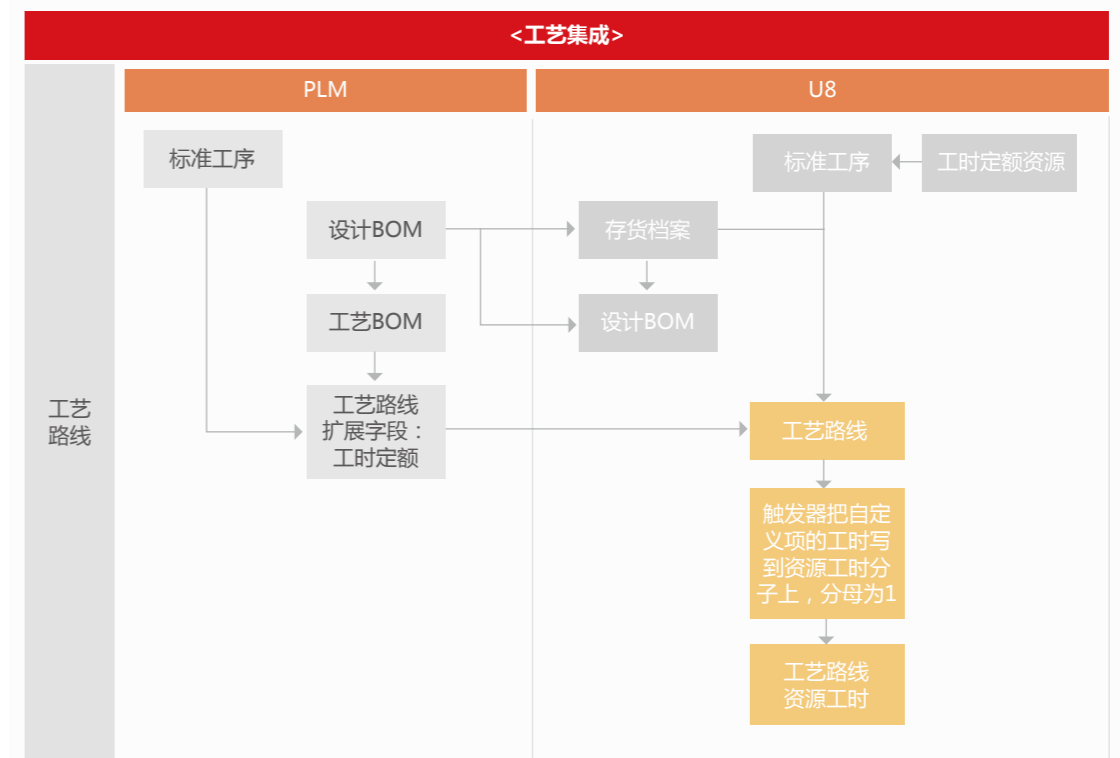 <工艺集成>
PLM
U8
标准工序
标准工序
工时定额资源
设计BOM
存货档案
工艺BOM
设计BOM
工艺
路线
工艺路线
扩展字段：
工时定额
工艺路线
触发器把自定
义项的工时写
到资源工时分
子上，分母为1
工艺路线
资源工时